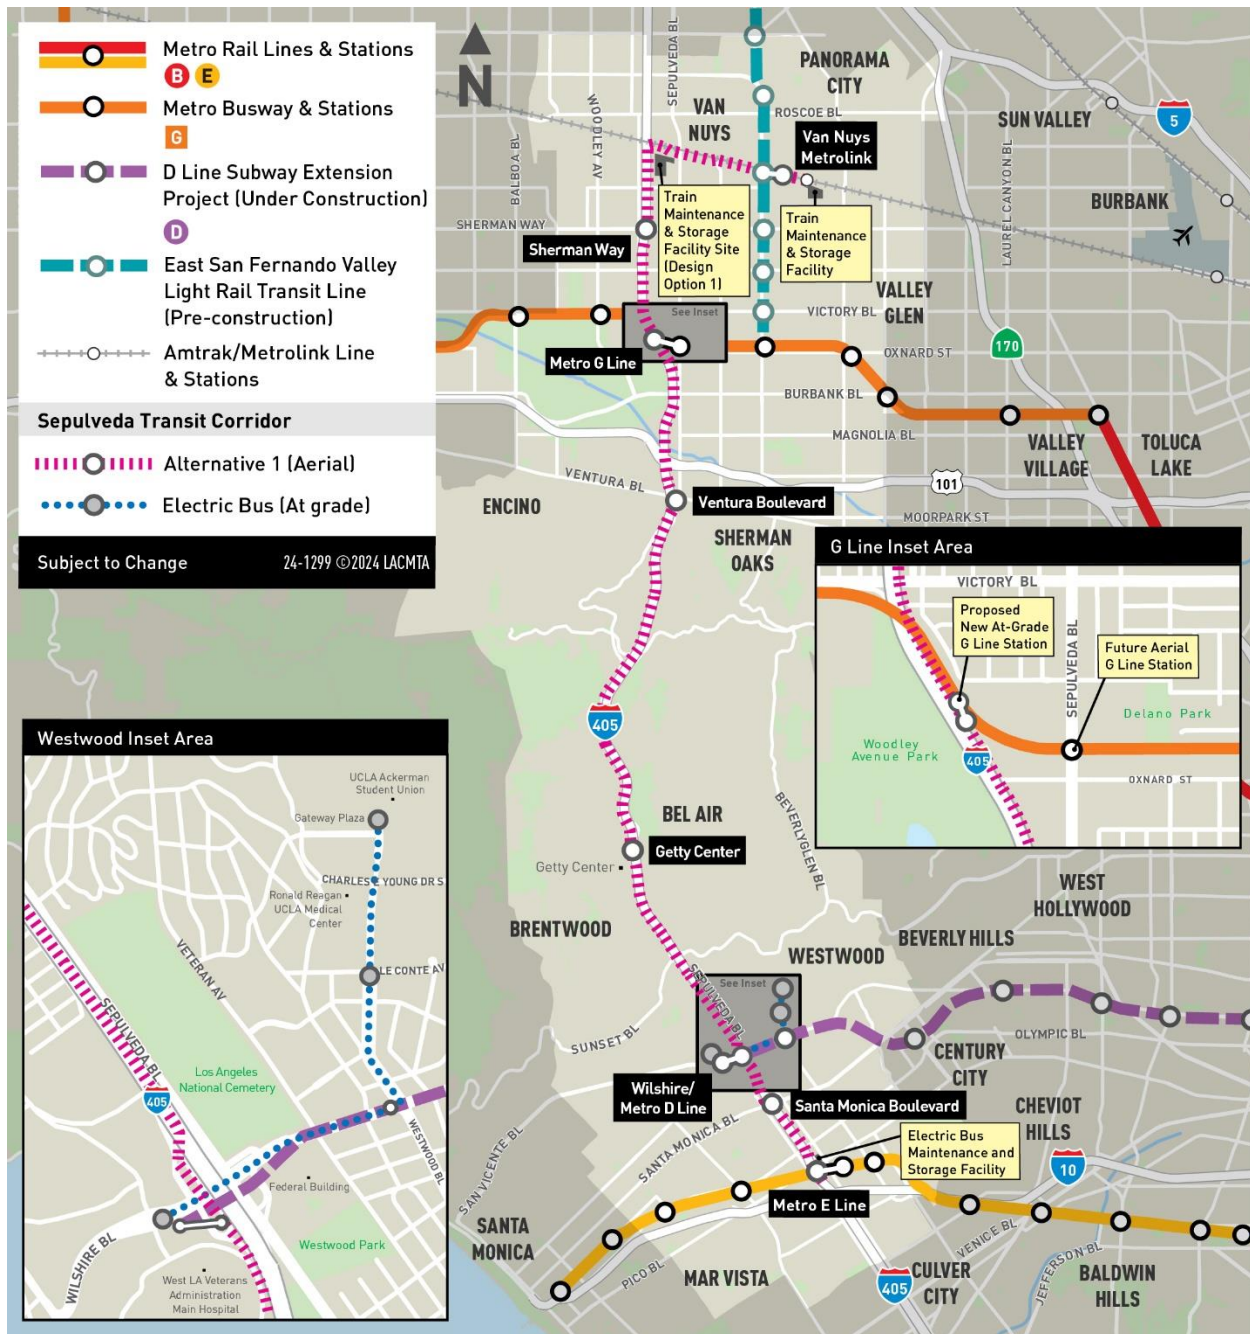 Metro Rail Lines & Stations
B E
Metro Busway & Stations
G
D Line Subway Extension
Project (Under Construction)
D
East San Fernando Valley
Light Rail Transit Line
(Pre-construction)
Amtrak/Metrolink Line
& Stations
Sepulveda Transit Corridor
Alternative 1 (Aerial)
Electric Bus (At grade)
Subject to Change
24-1299 ©2024 LACMTA
N
SEPULVEDA BL
WOODLEY AV
BALBOA BL
SHERMAN WAY
VAN
NUYS
PANORAMA
CITY
ROSCOE BL
Van Nuys
Metrolink
SUN VALLEY
5
BURBANK
LAUREL CANYON BL
Train
Maintenance
& Storage
Facility Site
(Design
Option 1)
Train
Maintenance
& Storage
Facility
Sherman Way
VALLEY
GLEN
See Inset
VICTORY BL
OXNARD ST
170
Metro G Line
BURBANK BL
MAGNOLIA BL
VALLEY
VILLAGE
TOLUCA
LAKE
VENTURA BL
101
ENCINO
Ventura Boulevard
MOORPARK ST
SHERMAN
OAKS
G Line Inset Area
VICTORY BL
Proposed
New At-Grade
G Line Station
SEPULVEDA BL
Future Aerial
G Line Station
Delano Park
Woodley
Avenue Park
405
OXNARD ST
405
BEL AIR
BEVERLYGLEN BL
Getty Center
Getty Center
BRENTWOOD
WEST
HOLLYWOOD
BEVERLY HILLS
WESTWOOD
See Inset
SEPULVEDA BL
SUNSET BL
OLYMPIC BL
CENTURY
CITY
Wilshire/
Metro D Line
Santa Monica Boulevard
CHEVIOT
HILLS
SANTA MONICA BL
Electric Bus
Maintenance and
Storage Facility
10
SAN VICENTE BL
Metro E Line
SANTA
MONICA
PICO BL
MAR VISTA
VENICE BL
CULVER
CITY
405
JEFFERSON BL
BALDWIN
HILLS
Westwood Inset Area
UCLA Ackerman
Student Union
Gateway Plaza
CHARLES E YOUNG DR S
Ronald Reagan
UCLA Medical
Center
VETERAN AV
LE CONTE AV
SEPULVEDA BL
Los Angeles
National Cemetery
405
WESTWOOD BL
Federal Building
Westwood Park
WILSHIRE BL
West LA Veterans
Administration
Main Hospital